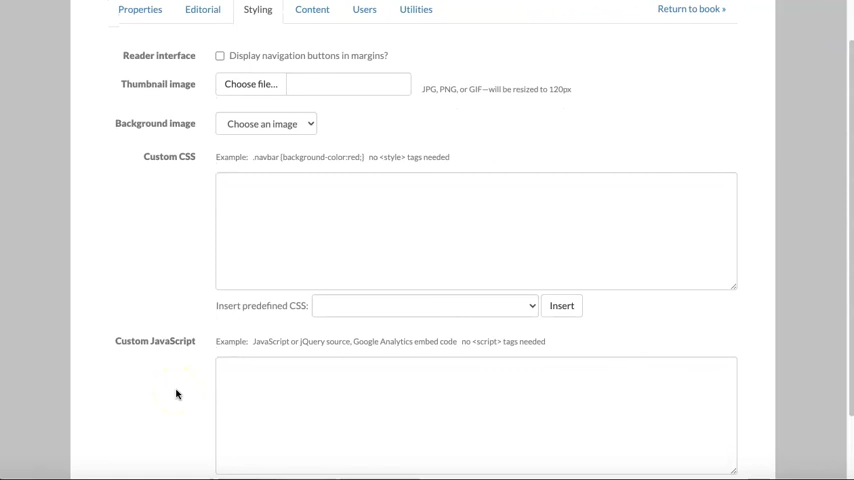 Properties Editorial Styling Content Users Utilities Return to book »
Reader interface Display navigation buttons in margins?
Thumbnail image Choose file... JPG, PNG, or GIF—will be resized to 120px
Background image Choose an image
Custom CSS Example: .navbar {background-color:red;} no <style> tags needed
Insert predefined CSS: Insert
Custom JavaScript Example: JavaScript or jQuery source, Google Analytics embed code no <script> tags needed